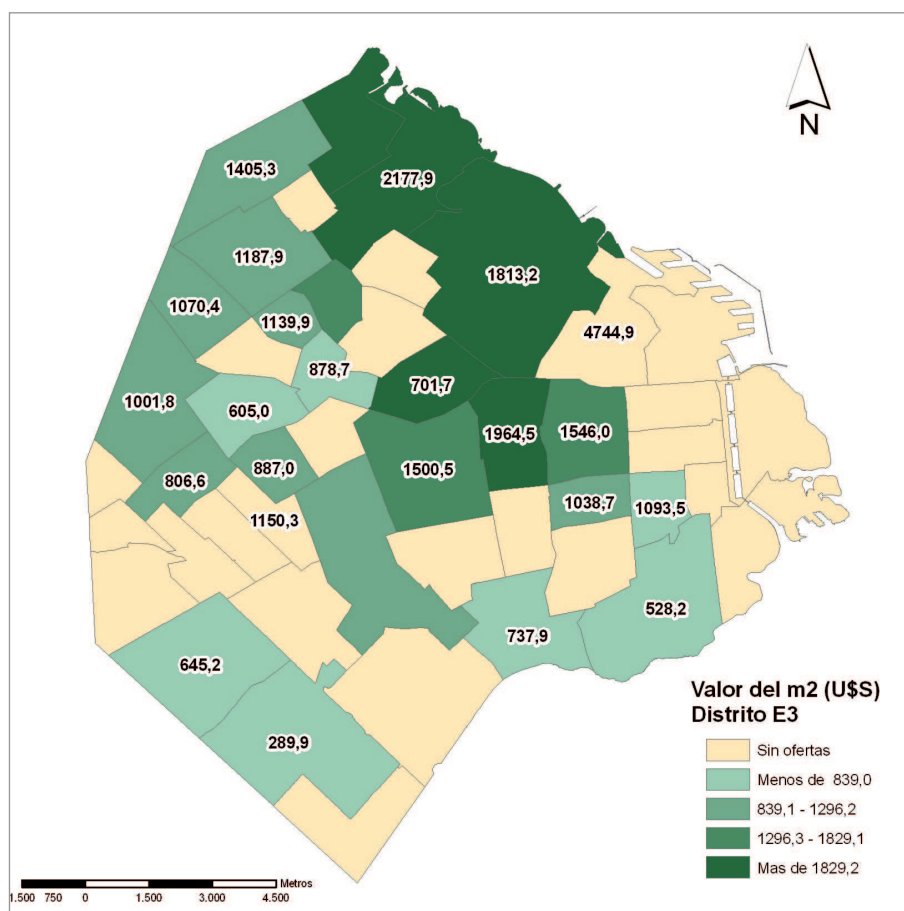 N
1405,3
2177,9
1187,9
1813,2
1070,4
1139,9
4744,9
878,7
701,7
1001,8
605,0
1964,5
1546,0
887,0
1500,5
806,6
1038,7
1093,5
1150,3
528,2
737,9
645,2
289,9
Valor del m2 (U$S)
Distrito E3
Sin ofertas
Menos de 839,0
839,1 - 1296,2
1296,3 - 1829,1
Mas de 1829,2
Metros
1.500 750 0 1.500 3.000 4.500